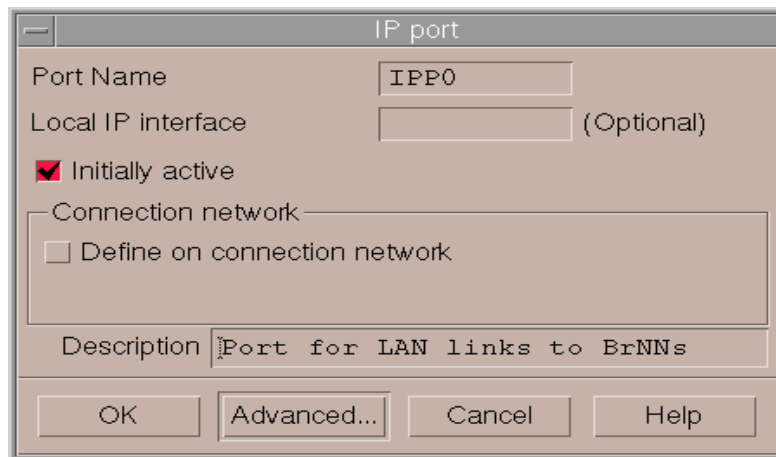 IP port
Port Name IPP0
Local IP interface (Optional)
Initially active
Connection network
Define on connection network
Description Port for LAN links to BrNNs
OK Advanced... Cancel Help